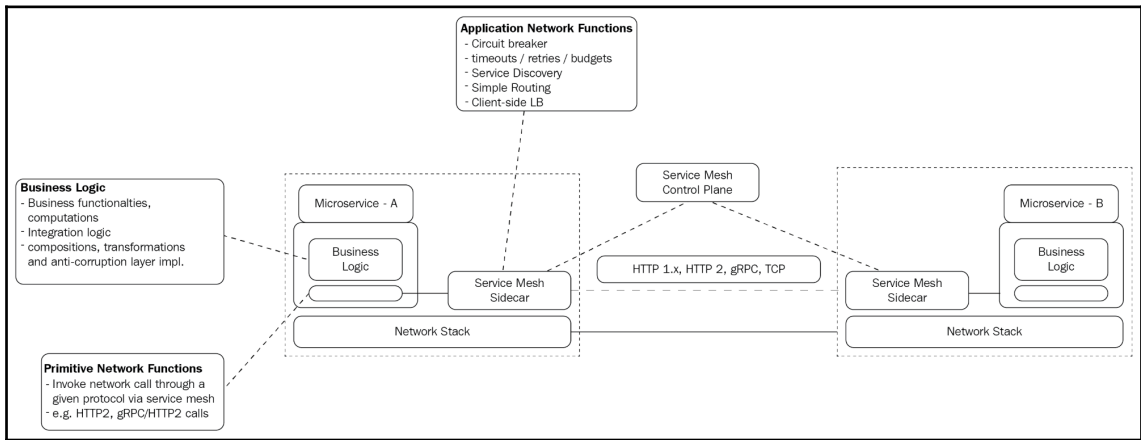 Application Network Functions
- Circuit breaker
- timeouts / retries / budgets
- Service Discovery
- Simple Routing
- Client-side LB
Service Mesh
Control Plane
Business Logic
- Business functionalties,
computations
- Integration logic
- compositions, transformations
and anti-corruption layer impl.
Microservice - A
Business
Logic
Service Mesh
Sidecar
Network Stack
HTTP 1.x, HTTP 2, gRPC, TCP
Microservice - B
Business
Logic
Service Mesh
Sidecar
Network Stack
Primitive Network Functions
- Invoke network call through a
given protocol via service mesh
- e.g. HTTP2, gRPC/HTTP2 calls